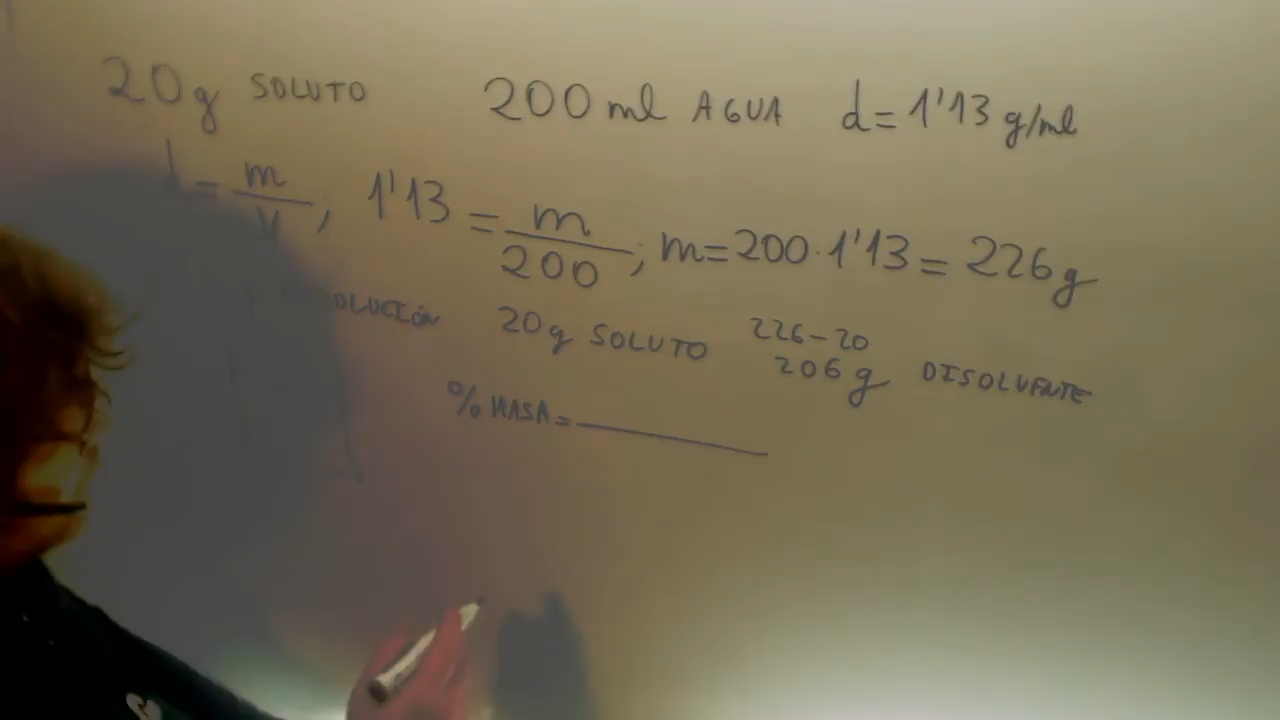 20g SOLUTO 200 ml AGUA d = 1'13 g/ml
d = m/V ; 1'13 = m/200 ; m = 200 · 1'13 = 226 g
20g SOLUTO 226-20
206 g DISOLVENTE
% MASA =